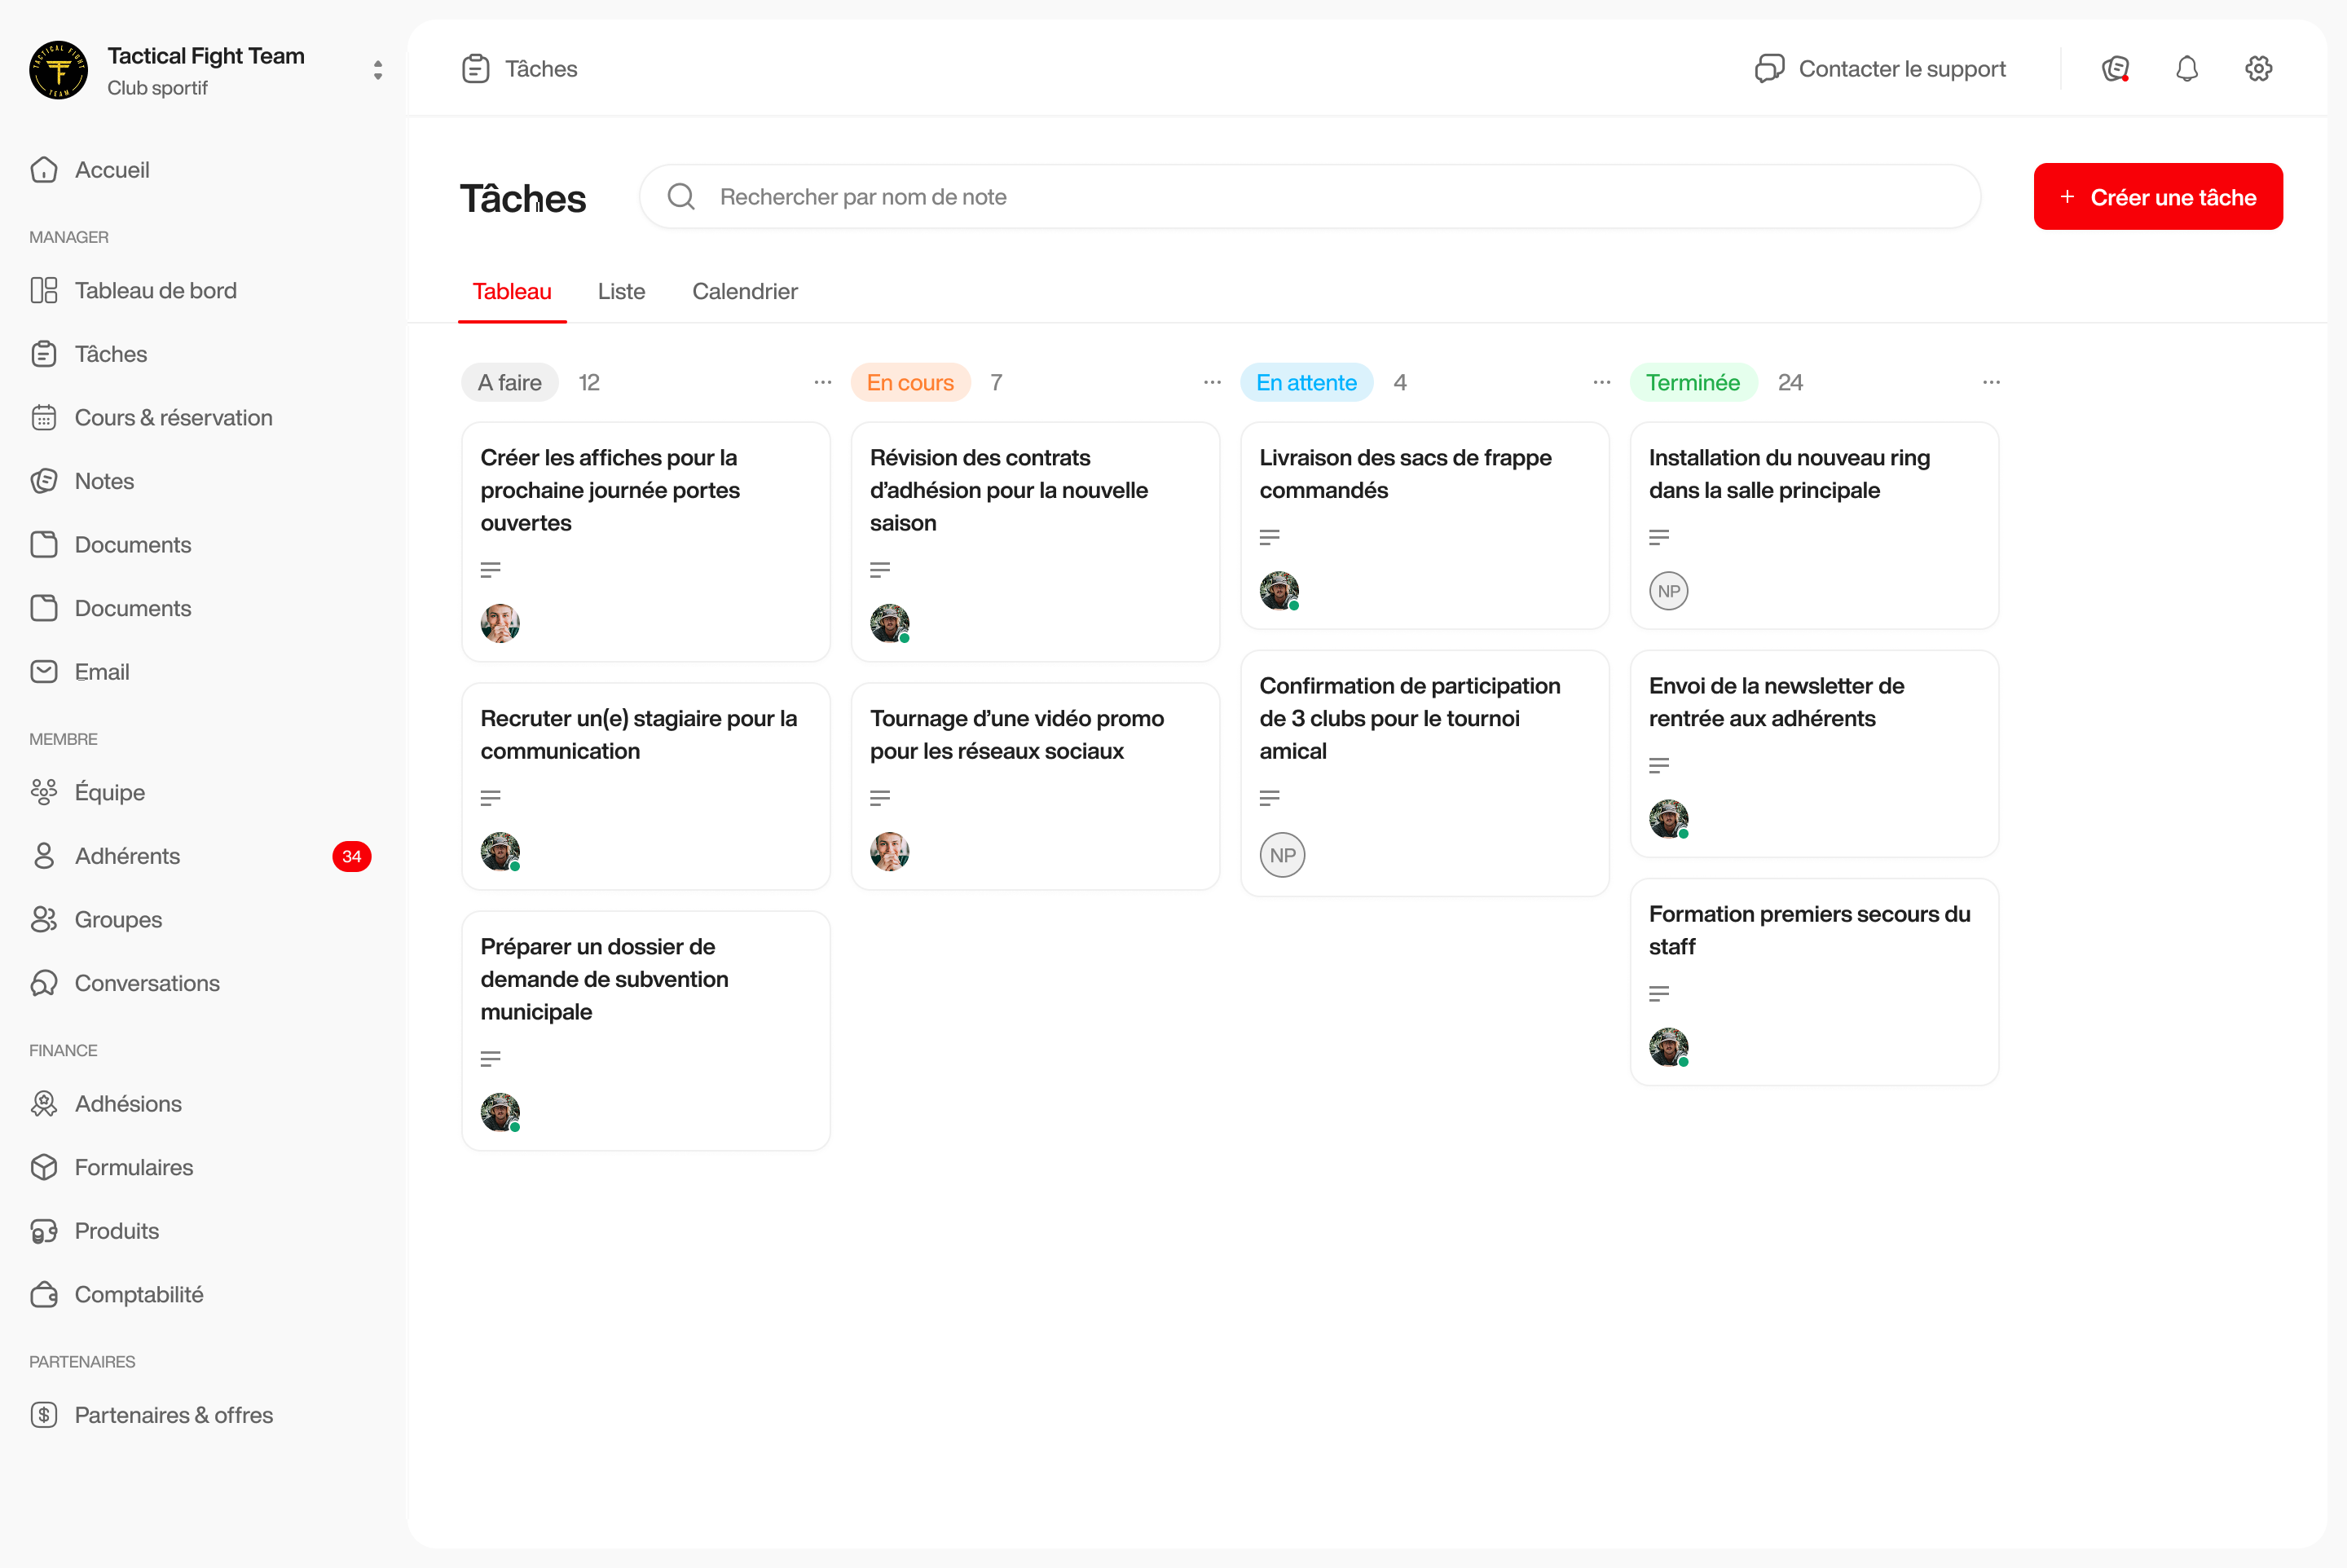 TACTICAL FIGHT
TEAM
Tactical Fight Team
Club sportif
Accueil
MANAGER
Tableau de bord
Tâches
Cours & réservation
Notes
Documents
Documents
Email
MEMBRE
Équipe
Adhérents
34
Groupes
Conversations
FINANCE
Adhésions
Formulaires
Produits
Comptabilité
PARTENAIRES
Partenaires & offres
Tâches
Contacter le support
Tâches
Rechercher par nom de note
+ Créer une tâche
Tableau
Liste
Calendrier
A faire 12 ...
Créer les affiches pour la
prochaine journée portes
ouvertes
Recruter un(e) stagiaire pour la
communication
Préparer un dossier de
demande de subvention
municipale
En cours 7 ...
Révision des contrats
d’adhésion pour la nouvelle
saison
Tournage d’une vidéo promo
pour les réseaux sociaux
En attente 4 ...
Livraison des sacs de frappe
commandés
Confirmation de participation
de 3 clubs pour le tournoi
amical
NP
Terminée 24 ...
Installation du nouveau ring
dans la salle principale
NP
Envoi de la newsletter de
rentrée aux adhérents
Formation premiers secours du
staff